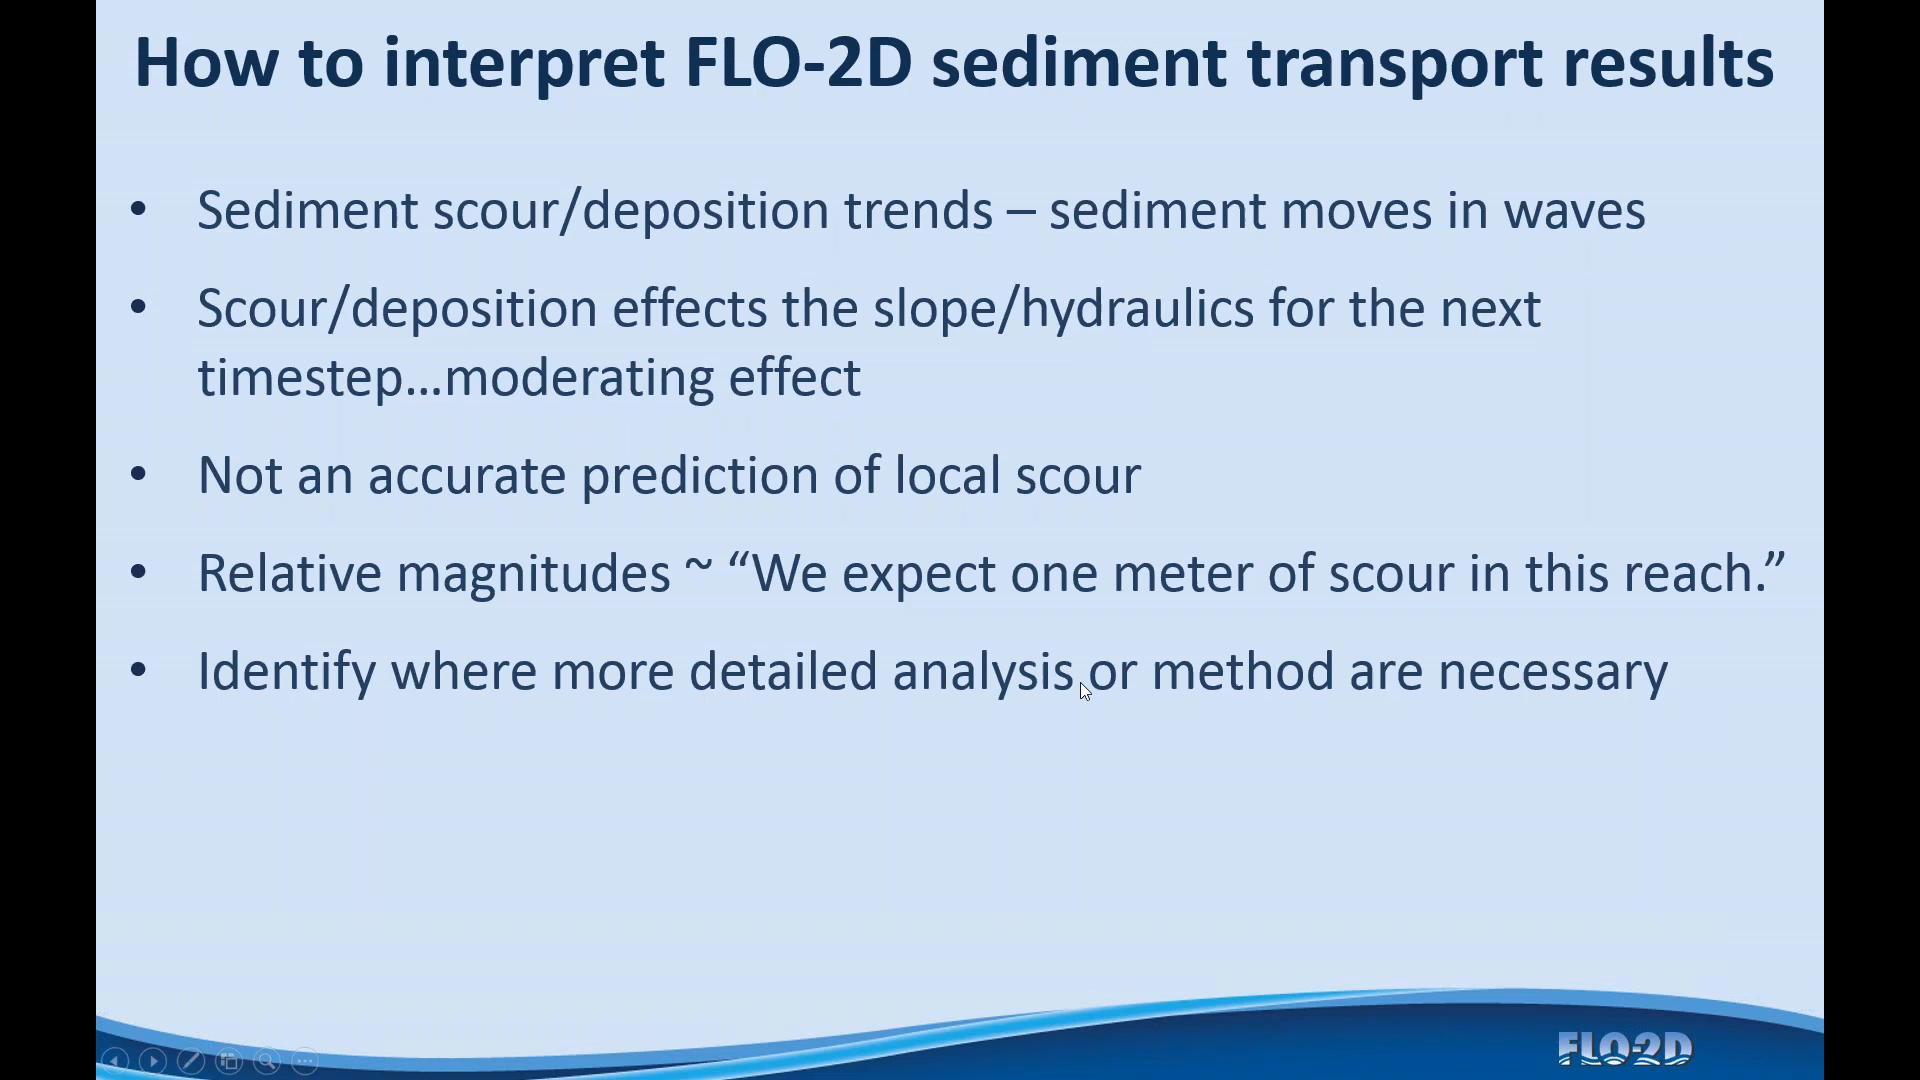 How to interpret FLO-2D sediment transport results
• Sediment scour/deposition trends – sediment moves in waves
• Scour/deposition effects the slope/hydraulics for the next
timestep…moderating effect
• Not an accurate prediction of local scour
• Relative magnitudes ~ “We expect one meter of scour in this reach.”
• Identify where more detailed analysis or method are necessary
FLO-2D